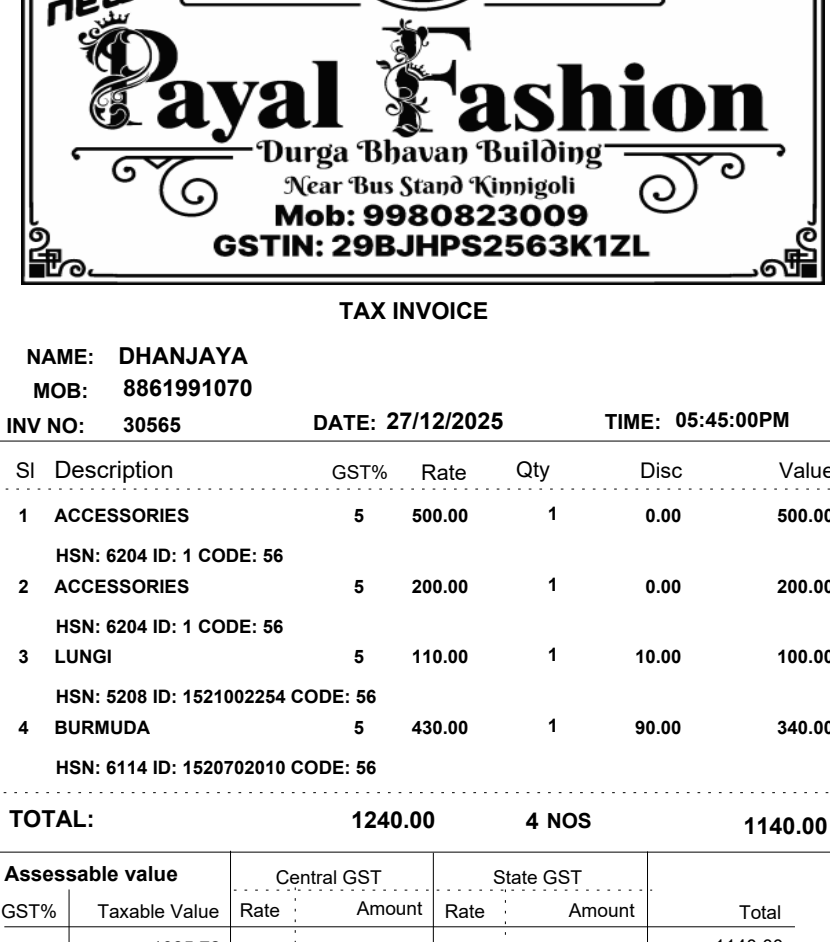 new
Payal Fashion
Durga Bhavan Building
Near Bus Stand Kinnigoli
Mob: 9980823009
GSTIN: 29BJHPS2563K1ZL
TAX INVOICE
NAME: DHANJAYA
MOB: 8861991070
INV NO: 30565 DATE: 27/12/2025 TIME: 05:45:00PM
Sl Description GST% Rate Qty Disc Value
1 ACCESSORIES 5 500.00 1 0.00 500.00
HSN: 6204 ID: 1 CODE: 56
2 ACCESSORIES 5 200.00 1 0.00 200.00
HSN: 6204 ID: 1 CODE: 56
3 LUNGI 5 110.00 1 10.00 100.00
HSN: 5208 ID: 1521002254 CODE: 56
4 BURMUDA 5 430.00 1 90.00 340.00
HSN: 6114 ID: 1520702010 CODE: 56
TOTAL: 1240.00 4 NOS 1140.00
Assessable value Central GST State GST
GST% Taxable Value Rate Amount Rate Amount Total